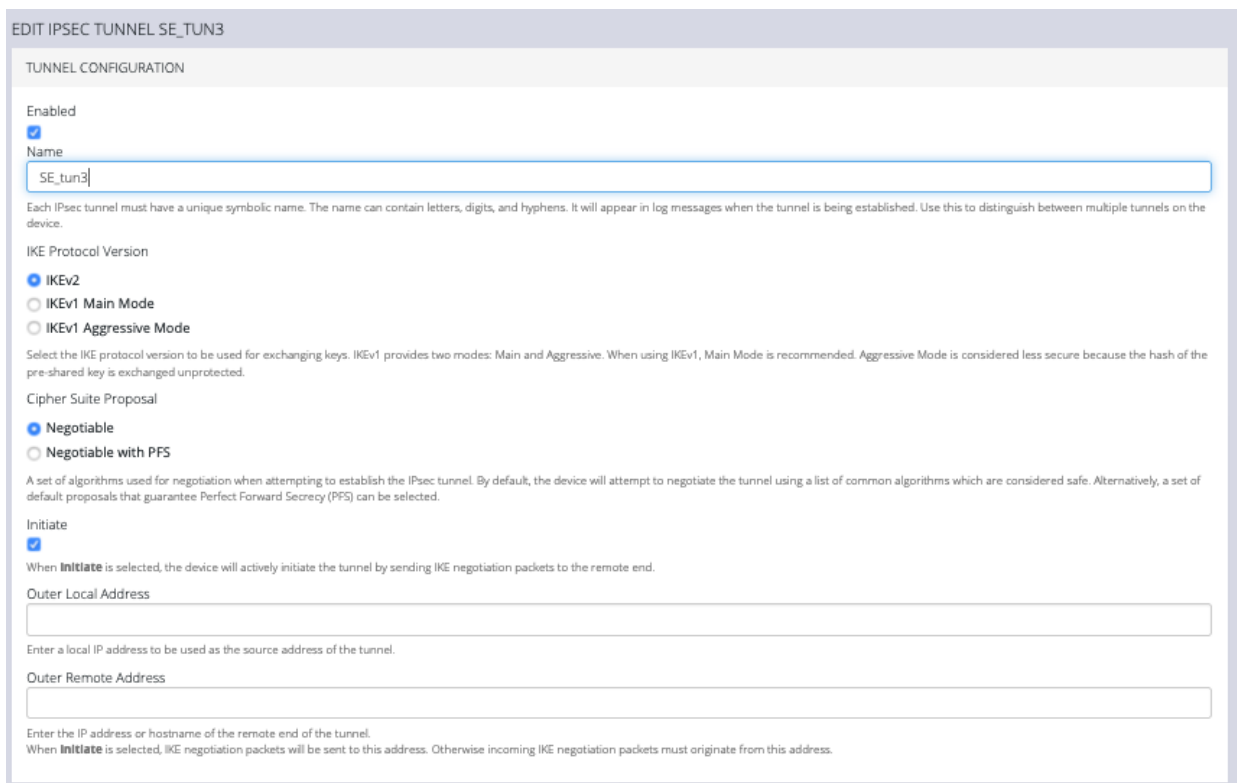 EDIT IPSEC TUNNEL SE_TUN3
TUNNEL CONFIGURATION
Enabled
Name
SE_tun3
Each IPsec tunnel must have a unique symbolic name. The name can contain letters, digits, and hyphens. It will appear in log messages when the tunnel is being established. Use this to distinguish between multiple tunnels on the
device.
IKE Protocol Version
IKEv2
IKEv1 Main Mode
IKEv1 Aggressive Mode
Select the IKE protocol version to be used for exchanging keys. IKEv1 provides two modes: Main and Aggressive. When using IKEv1, Main Mode is recommended. Aggressive Mode is considered less secure because the hash of the
pre-shared key is exchanged unprotected.
Cipher Suite Proposal
Negotiable
Negotiable with PFS
A set of algorithms used for negotiation when attempting to establish the IPsec tunnel. By default, the device will attempt to negotiate the tunnel using a list of common algorithms which are considered safe. Alternatively, a set of
default proposals that guarantee Perfect Forward Secrecy (PFS) can be selected.
Initiate
When Initiate is selected, the device will actively initiate the tunnel by sending IKE negotiation packets to the remote end.
Outer Local Address
Enter a local IP address to be used as the source address of the tunnel.
Outer Remote Address
Enter the IP address or hostname of the remote end of the tunnel.
When Initiate is selected, IKE negotiation packets will be sent to this address. Otherwise incoming IKE negotiation packets must originate from this address.